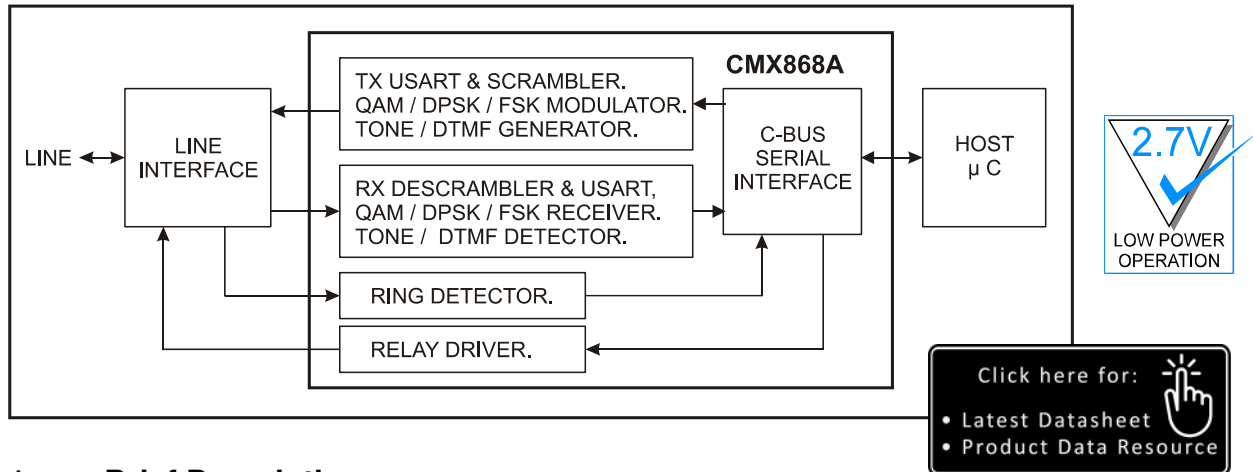 CMX868A
TX USART & SCRAMBLER.
QAM / DPSK / FSK MODULATOR.
TONE / DTMF GENERATOR.
LINE
LINE
INTERFACE
C-BUS
SERIAL
INTERFACE
HOST
µ C
RX DESCRAMBLER & USART,
QAM / DPSK / FSK RECEIVER.
TONE / DTMF DETECTOR.
RING DETECTOR.
RELAY DRIVER.
2.7V
LOW POWER
OPERATION
Click here for:
• Latest Datasheet
• Product Data Resource